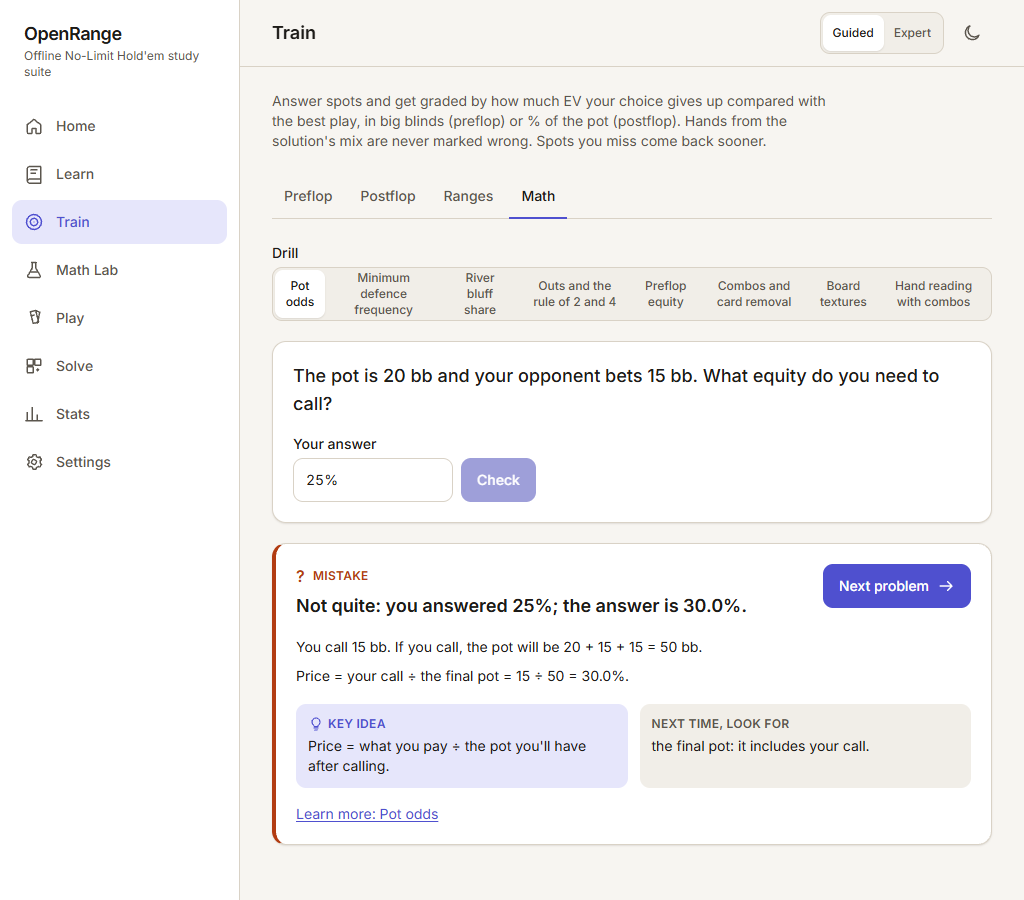 OpenRange
Offline No-Limit Hold'em study
suite
Home
Learn
Train
Math Lab
Play
Solve
Stats
Settings
Train
Guided
Expert
Answer spots and get graded by how much EV your choice gives up compared with
the best play, in big blinds (preflop) or % of the pot (postflop). Hands from the
solution's mix are never marked wrong. Spots you miss come back sooner.
Preflop
Postflop
Ranges
Math
Drill
Pot
odds
Minimum
defence
frequency
River
bluff
share
Outs and the
rule of 2 and 4
Preflop
equity
Combos and
card removal
Board
textures
Hand reading
with combos
The pot is 20 bb and your opponent bets 15 bb. What equity do you need to
call?
Your answer
25%
Check
? MISTAKE
Next problem →
Not quite: you answered 25%; the answer is 30.0%.
You call 15 bb. If you call, the pot will be 20 + 15 + 15 = 50 bb.
Price = your call ÷ the final pot = 15 ÷ 50 = 30.0%.
KEY IDEA
Price = what you pay ÷ the pot you'll have
after calling.
NEXT TIME, LOOK FOR
the final pot: it includes your call.
Learn more: Pot odds